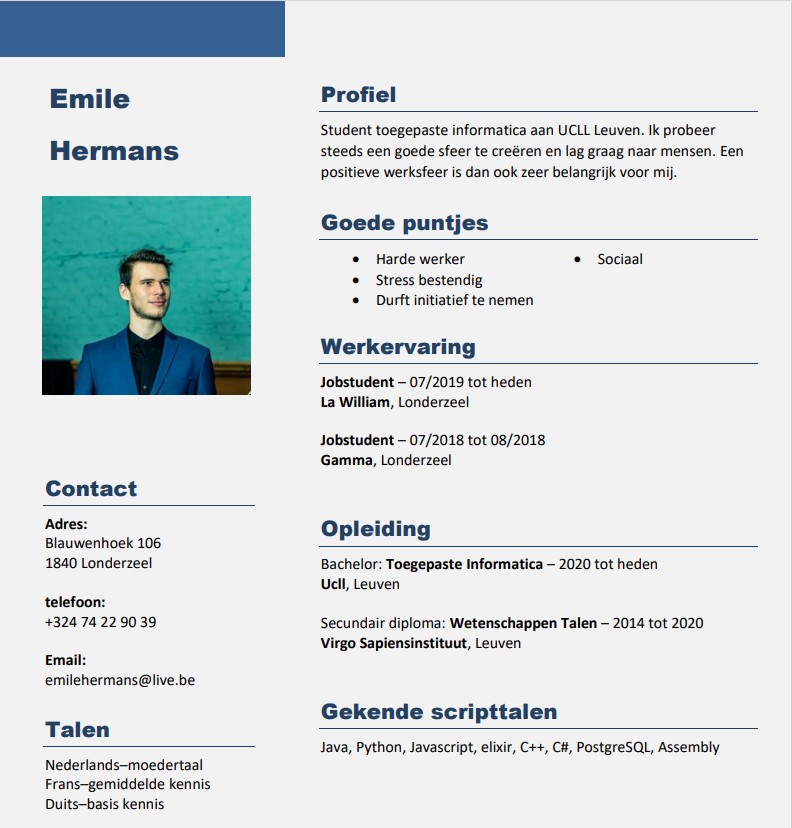 Emile
Hermans
Contact
Adres:
Blauwenhoek 106
1840 Londerzeel
telefoon:
+324 74 22 90 39
Email:
emilehermans@live.be
Talen
Nederlands–moedertaal
Frans–gemiddelde kennis
Duits–basis kennis
Profiel
Student toegepaste informatica aan UCLL Leuven. Ik probeer
steeds een goede sfeer te creëren en lag graag naar mensen. Een
positieve werksfeer is dan ook zeer belangrijk voor mij.
Goede puntjes
• Harde werker
• Stress bestendig
• Durft initiatief te nemen
• Sociaal
Werkervaring
Jobstudent – 07/2019 tot heden
La William, Londerzeel
Jobstudent – 07/2018 tot 08/2018
Gamma, Londerzeel
Opleiding
Bachelor: Toegepaste Informatica – 2020 tot heden
Ucll, Leuven
Secundair diploma: Wetenschappen Talen – 2014 tot 2020
Virgo Sapiensinstituut, Leuven
Gekende scripttalen
Java, Python, Javascript, elixir, C++, C#, PostgreSQL, Assembly